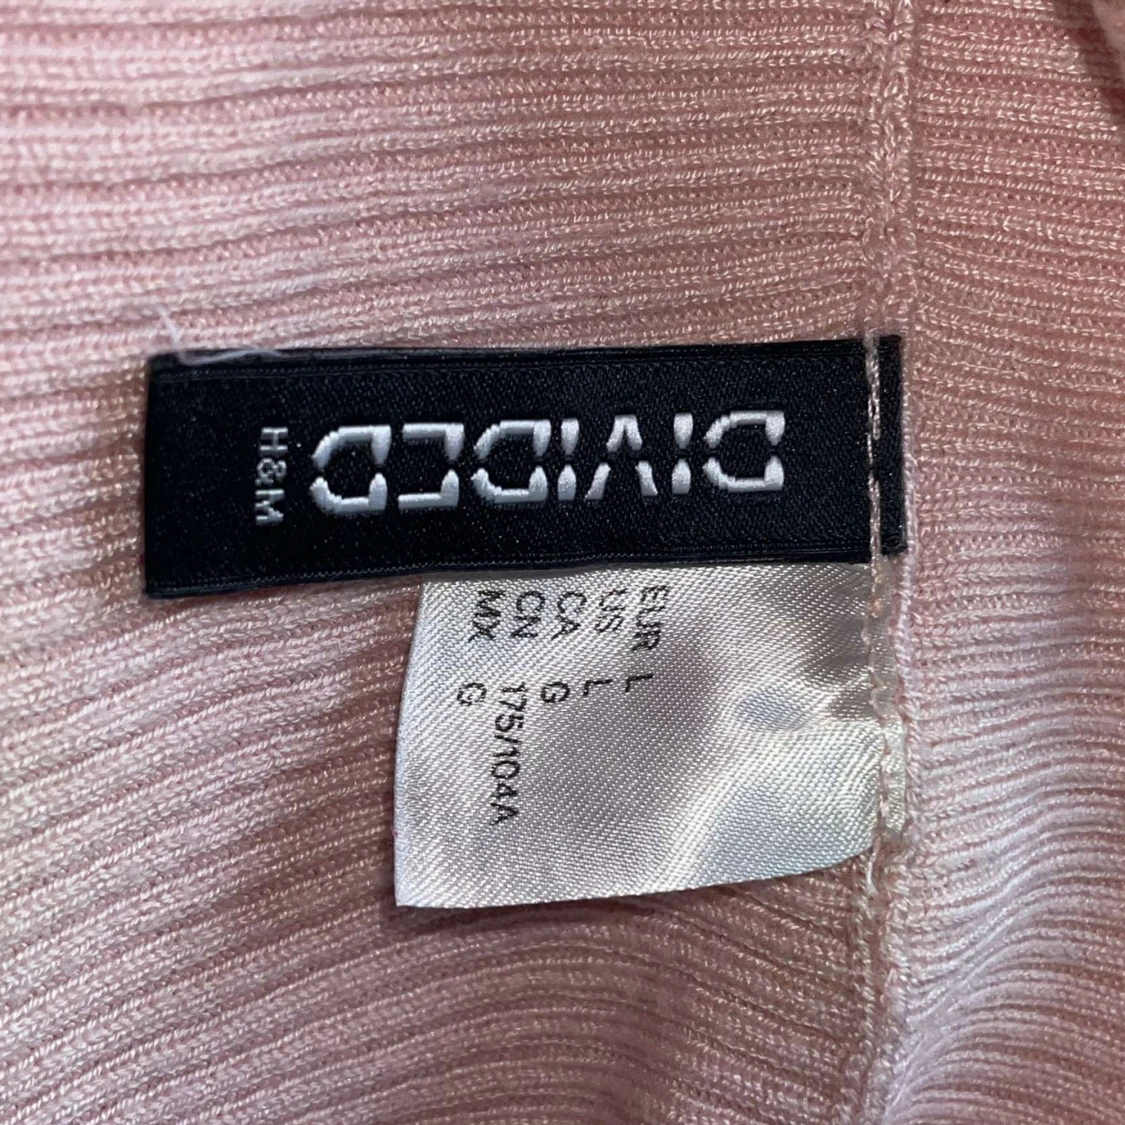 DIVIDED
H&M
EUR L
US L
CA G
CN 175/104A
MX G